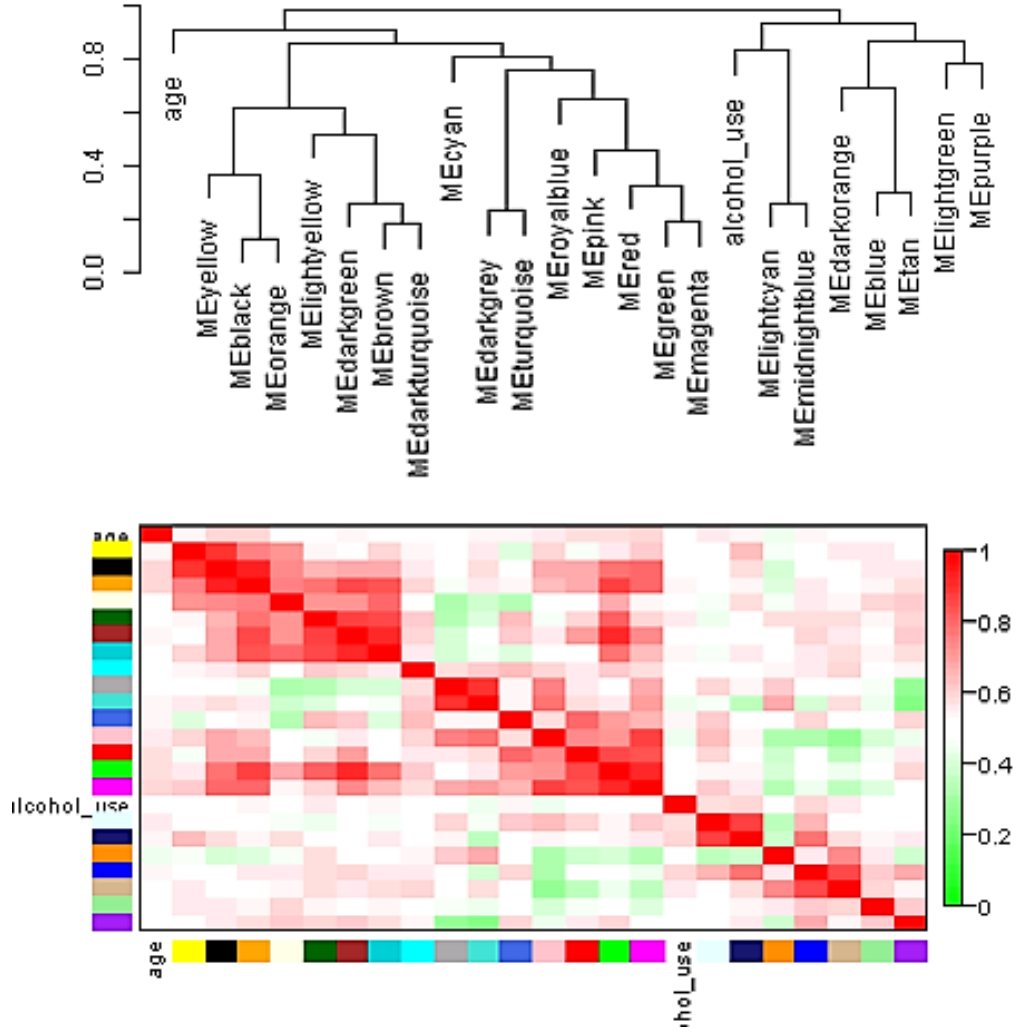 0.8
0.4
0.0
age
MEyellow
MEblack
MEorange
MElightyellow
MEdarkgreen
MEbrown
MEdarkturquoise
MEcyan
MEdarkgrey
MEturquoise
MEroyalblue
MEpink
MEred
MEgreen
MEmagenta
alcohol_use
MElightcyan
MEmidnightblue
MEdarkorange
MEblue
MEtan
MElightgreen
MEpurple
age
lcohol_use
1
0.8
0.6
0.4
0.2
0
age
hol_use